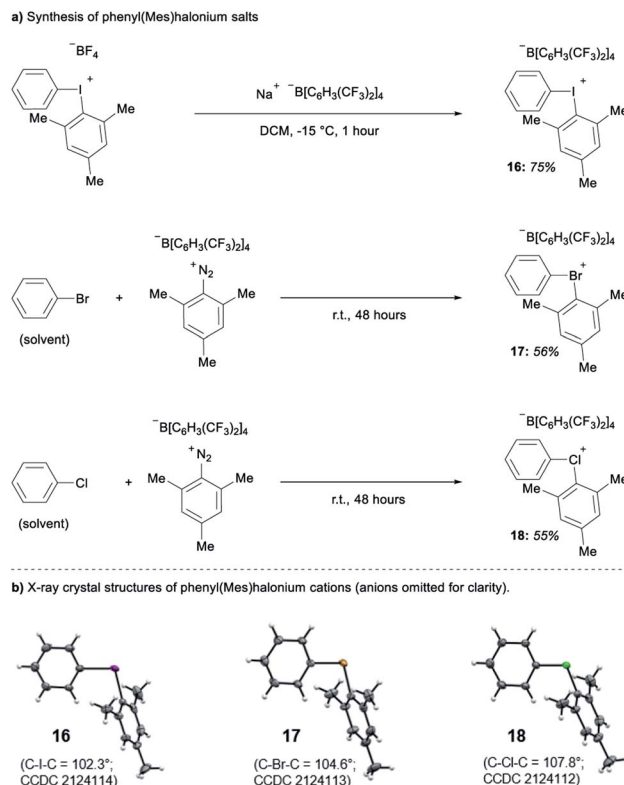 a) Synthesis of phenyl(Mes)halonium salts
⁻BF₄
I⁺
Me
Me
Me
Na⁺ ⁻B[C₆H₃(CF₃)₂]₄
DCM, -15 °C, 1 hour
⁻B[C₆H₃(CF₃)₂]₄
I⁺
Me
Me
Me
16: 75%
Br
(solvent)
+
⁻B[C₆H₃(CF₃)₂]₄
⁺N₂
Me
Me
Me
r.t., 48 hours
⁻B[C₆H₃(CF₃)₂]₄
Br⁺
Me
Me
Me
17: 56%
Cl
(solvent)
+
⁻B[C₆H₃(CF₃)₂]₄
⁺N₂
Me
Me
Me
r.t., 48 hours
⁻B[C₆H₃(CF₃)₂]₄
Cl⁺
Me
Me
Me
18: 55%
b) X-ray crystal structures of phenyl(Mes)halonium cations (anions omitted for clarity).
16
(C-I-C = 102.3°;
CCDC 2124114)
17
(C-Br-C = 104.6°;
CCDC 2124113)
18
(C-Cl-C = 107.8°;
CCDC 2124112)